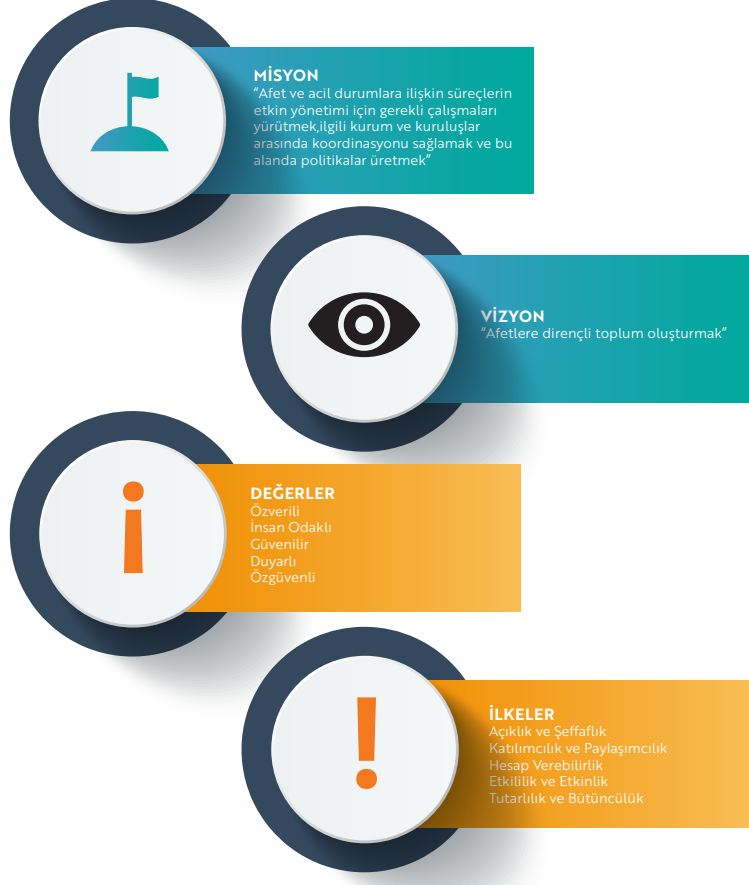 MİSYON
“Afet ve acil durumlara ilişkin süreçlerin
etkin yönetimi için gerekli çalışmaları
yürütmek,ilgili kurum ve kuruluşlar
arasında koordinasyonu sağlamak ve bu
alanda politikalar üretmek”
VİZYON
“Afetlere dirençli toplum oluşturmak”
DEĞERLER
Özverili
İnsan Odaklı
Güvenilir
Duyarlı
Özgüvenli
İLKELER
Açıklık ve Şeffaflık
Katılımcılık ve Paylaşımcılık
Hesap Verebilirlik
Etkililik ve Etkinlik
Tutarlılık ve Bütüncülük